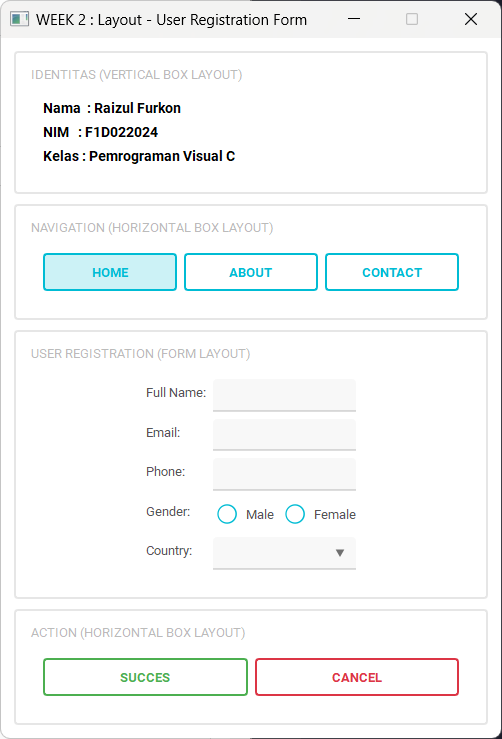 WEEK 2 : Layout - User Registration Form
IDENTITAS (VERTICAL BOX LAYOUT)
Nama : Raizul Furkon
NIM : F1D022024
Kelas : Pemrograman Visual C
NAVIGATION (HORIZONTAL BOX LAYOUT)
HOME ABOUT CONTACT
USER REGISTRATION (FORM LAYOUT)
Full Name:
Email:
Phone:
Gender: Male Female
Country:
ACTION (HORIZONTAL BOX LAYOUT)
SUCCES CANCEL